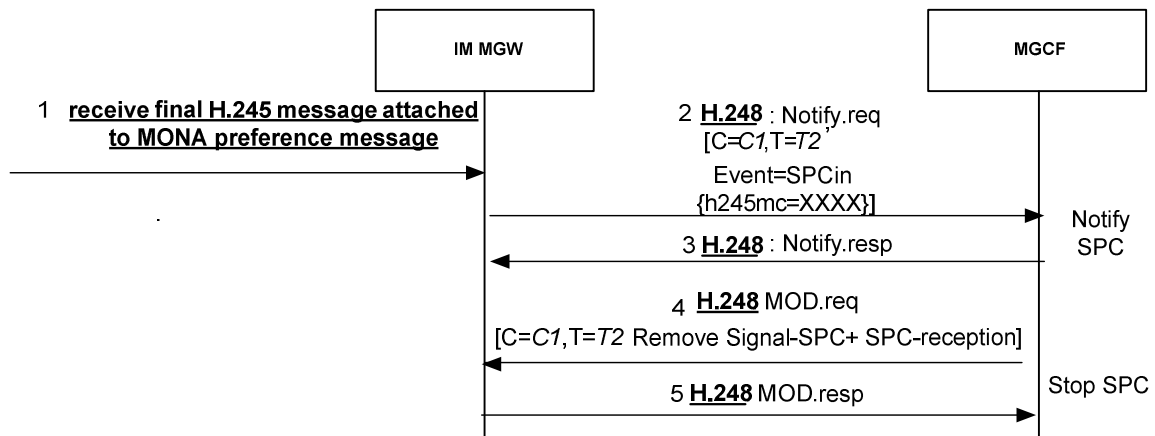 IM MGW
MGCF
1 receive final H.245 message attached
to MONA preference message
2 H.248 : Notify.req
[C=C1,T=T2’
Event=SPCin
{h245mc=XXXX}]
Notify
SPC
3 H.248 : Notify.resp
4 H.248 MOD.req
[C=C1,T=T2 Remove Signal-SPC+ SPC-reception]
Stop SPC
5 H.248 MOD.resp